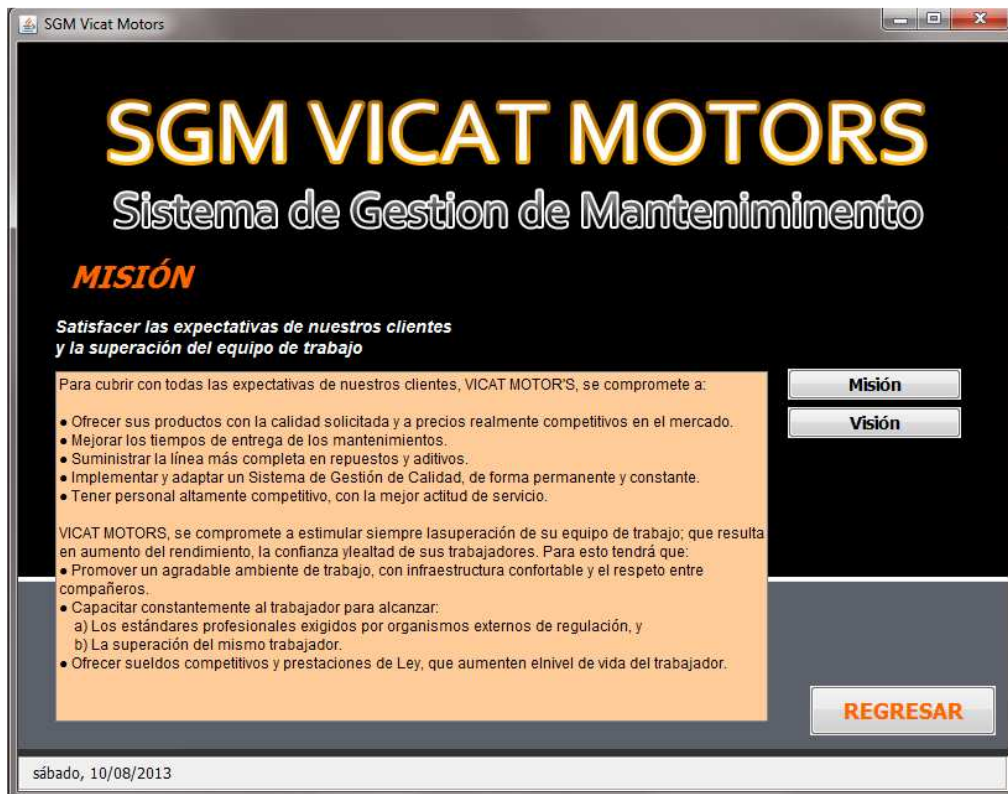 SGM Vicat Motors
SGM VICAT MOTORS
Sistema de Gestion de Manteniminento
MISIÓN
Satisfacer las expectativas de nuestros clientes
y la superación del equipo de trabajo
Para cubrir con todas las expectativas de nuestros clientes, VICAT MOTOR'S, se compromete a:
● Ofrecer sus productos con la calidad solicitada y a precios realmente competitivos en el mercado.
● Mejorar los tiempos de entrega de los mantenimientos.
● Suministrar la línea más completa en repuestos y aditivos.
● Implementar y adaptar un Sistema de Gestión de Calidad, de forma permanente y constante.
● Tener personal altamente competitivo, con la mejor actitud de servicio.
VICAT MOTORS, se compromete a estimular siempre lasuperación de su equipo de trabajo; que resulta
en aumento del rendimiento, la confianza ylealtad de sus trabajadores. Para esto tendrá que:
● Promover un agradable ambiente de trabajo, con infraestructura confortable y el respeto entre
compañeros.
● Capacitar constantemente al trabajador para alcanzar:
a) Los estándares profesionales exigidos por organismos externos de regulación, y
b) La superación del mismo trabajador.
● Ofrecer sueldos competitivos y prestaciones de Ley, que aumenten elnivel de vida del trabajador.
Misión
Visión
REGRESAR
sábado, 10/08/2013